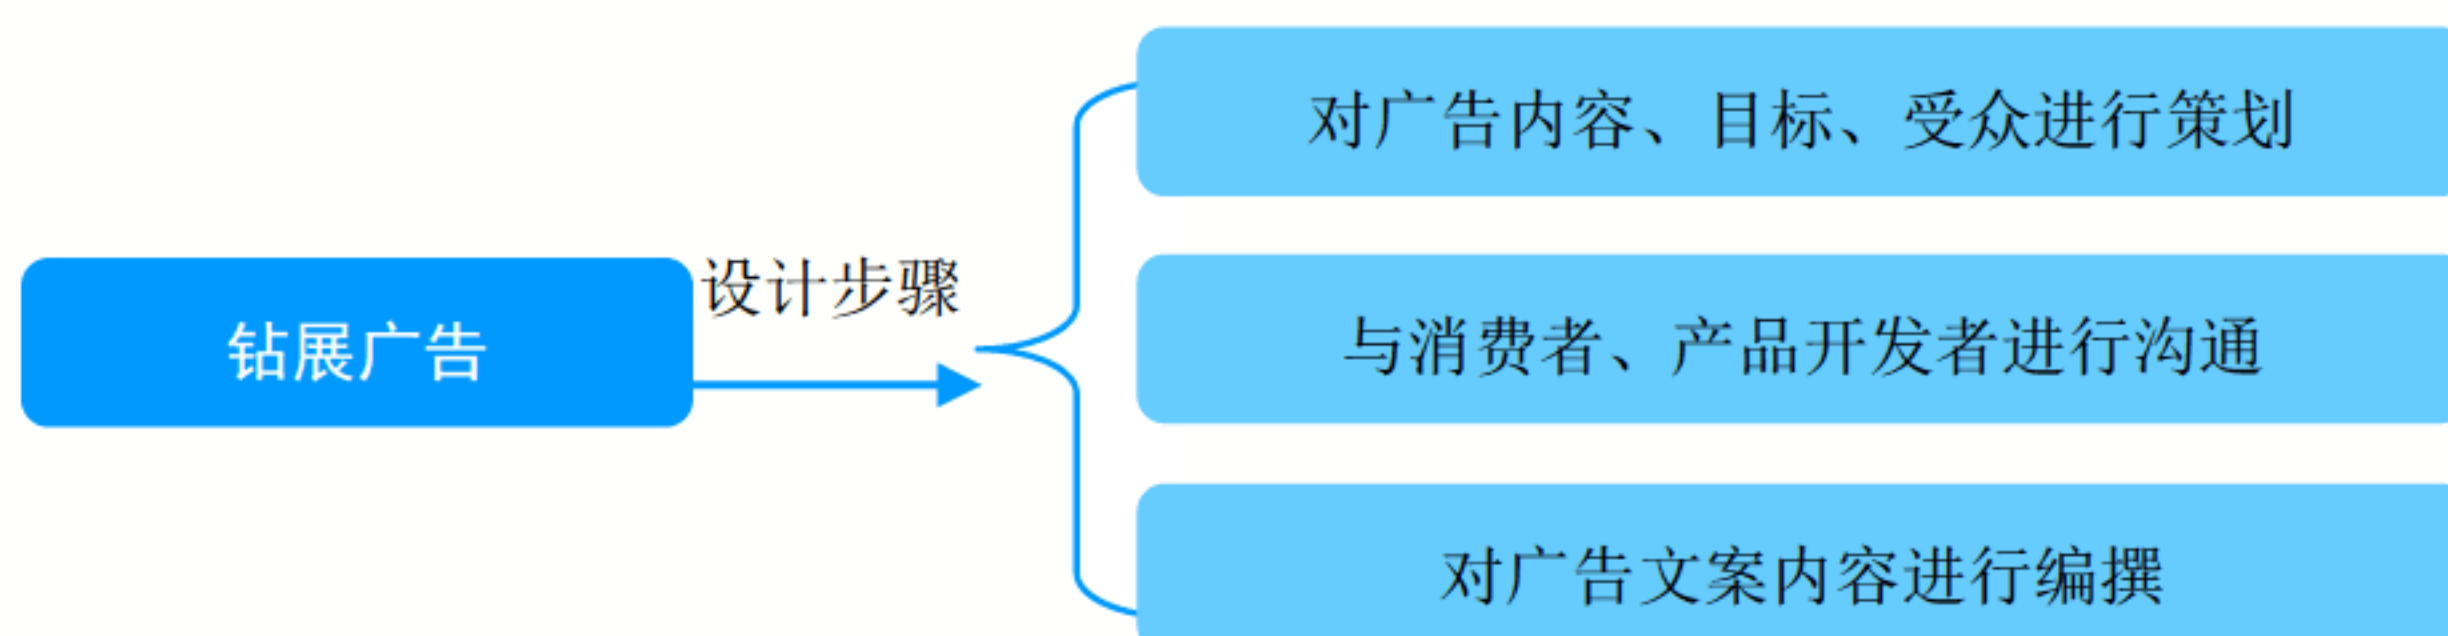 对广告内容、目标、受众进行策划
设计步骤
钻展广告
与消费者、产品开发者进行沟通
对广告文案内容进行编撰